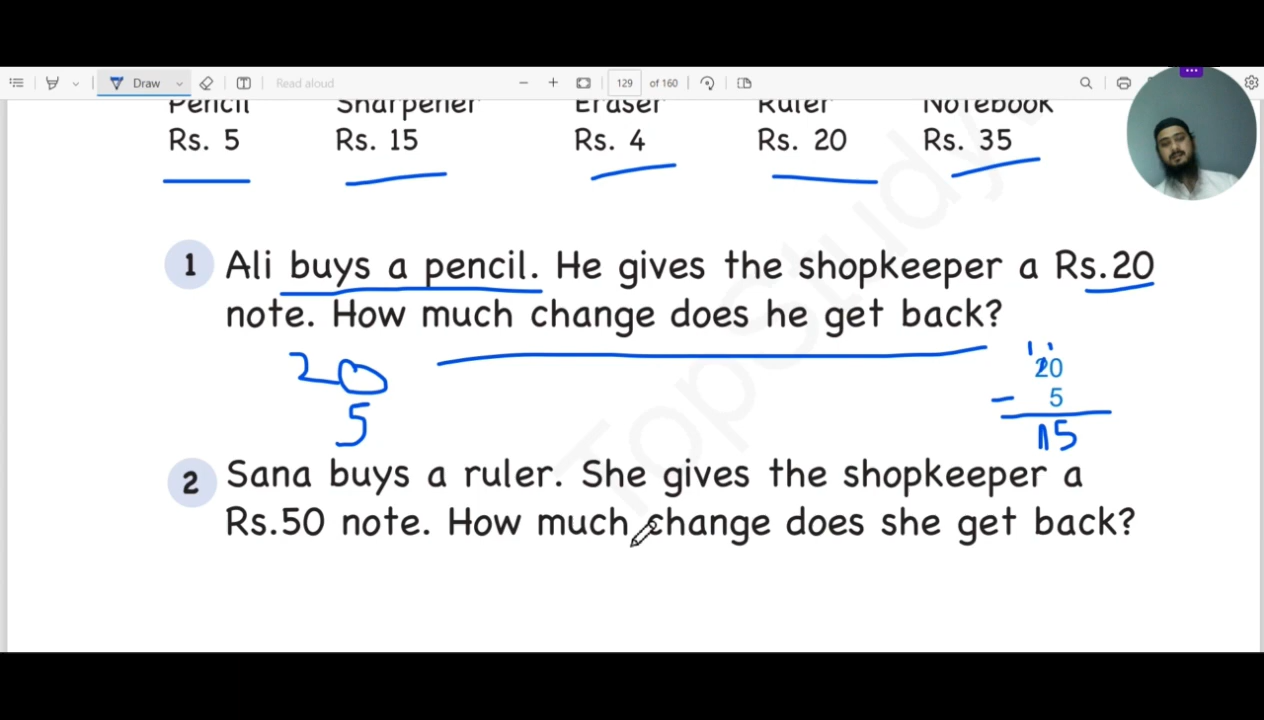 Draw
Read aloud
129 of 160
Pencil Sharpener Eraser Ruler Notebook
Rs. 5 Rs. 15 Rs. 4 Rs. 20 Rs. 35
1 Ali buys a pencil. He gives the shopkeeper a Rs.20
note. How much change does he get back?
20
5
1 1
20
- 5
15
2 Sana buys a ruler. She gives the shopkeeper a
Rs.50 note. How much change does she get back?
TopStudy